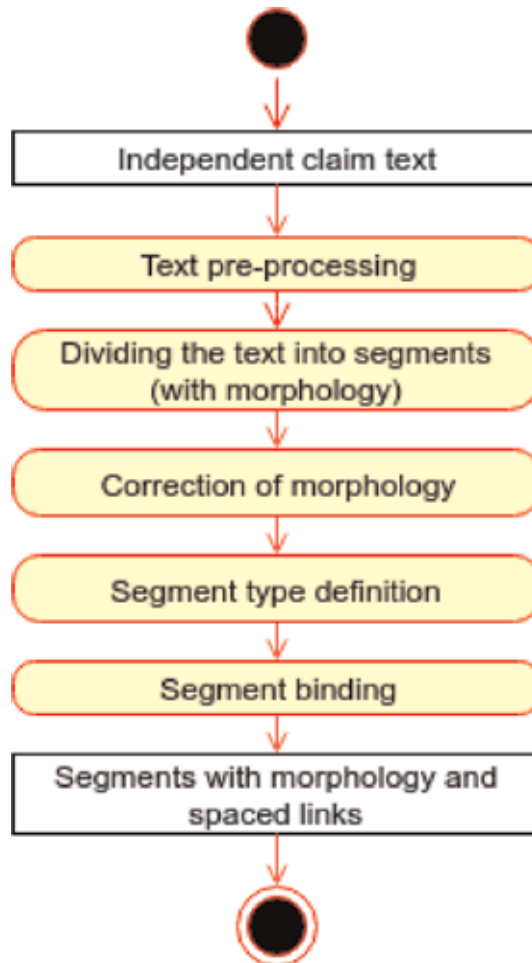 Independent claim text
Text pre-processing
Dividing the text into segments
(with morphology)
Correction of morphology
Segment type definition
Segment binding
Segments with morphology and
spaced links